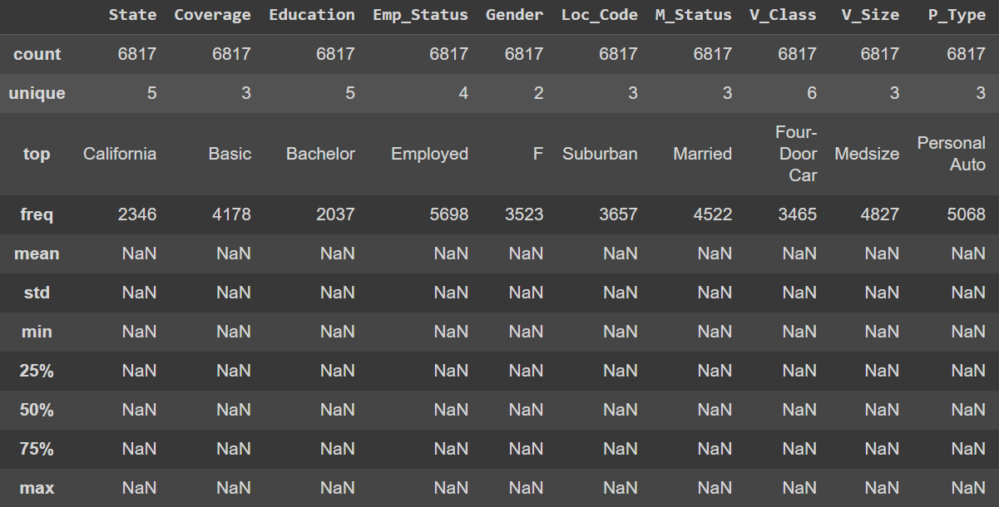 State Coverage Education Emp_Status Gender Loc_Code M_Status V_Class V_Size P_Type
count 6817 6817 6817 6817 6817 6817 6817 6817 6817 6817
unique 5 3 5 4 2 3 3 6 3 3
top California Basic Bachelor Employed F Suburban Married Four-
Door
Car Medsize Personal
Auto
freq 2346 4178 2037 5698 3523 3657 4522 3465 4827 5068
mean NaN NaN NaN NaN NaN NaN NaN NaN NaN NaN
std NaN NaN NaN NaN NaN NaN NaN NaN NaN NaN
min NaN NaN NaN NaN NaN NaN NaN NaN NaN NaN
25% NaN NaN NaN NaN NaN NaN NaN NaN NaN NaN
50% NaN NaN NaN NaN NaN NaN NaN NaN NaN NaN
75% NaN NaN NaN NaN NaN NaN NaN NaN NaN NaN
max NaN NaN NaN NaN NaN NaN NaN NaN NaN NaN